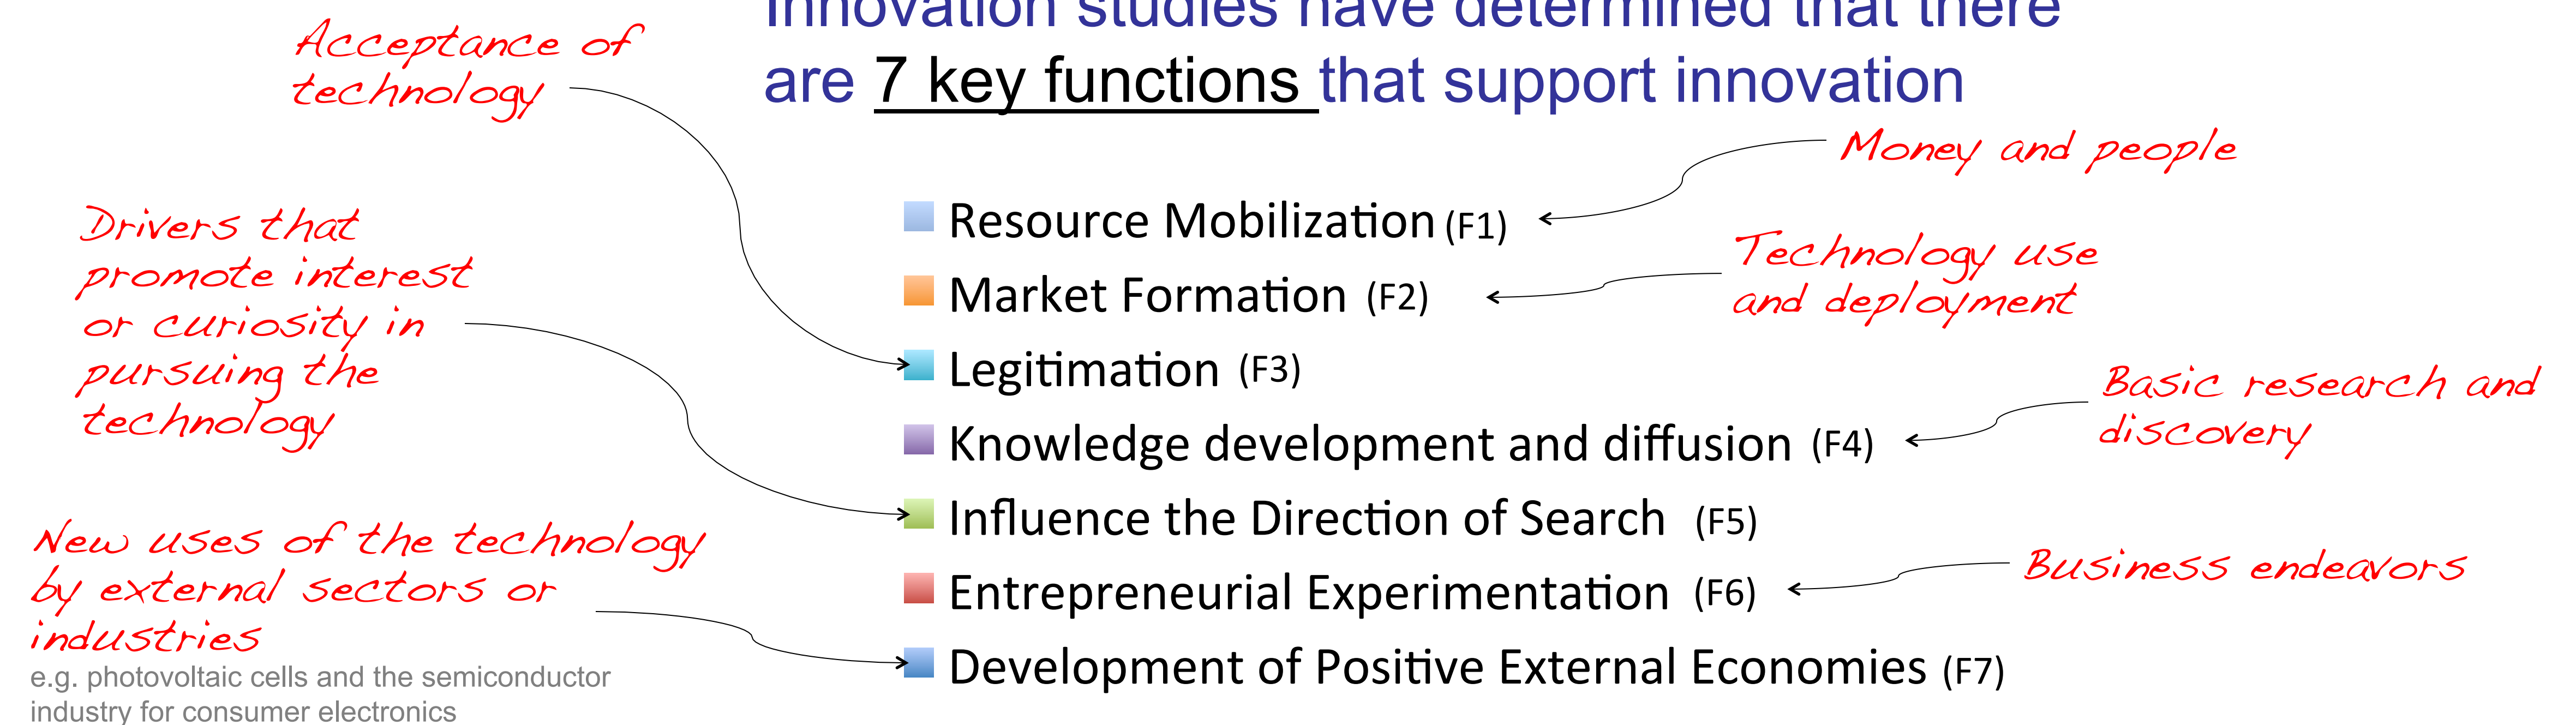 Innovation studies have determined that there
are 7 key functions that support innovation
Acceptance of
technology
Money and people
Resource Mobilization (F1)
Drivers that
promote interest
or curiosity in
pursuing the
technology
Technology use
and deployment
Market Formation (F2)
Legitimation (F3)
Basic research and
discovery
Knowledge development and diffusion (F4)
Influence the Direction of Search (F5)
New uses of the technology
by external sectors or
industries
e.g. photovoltaic cells and the semiconductor
industry for consumer electronics
Business endeavors
Entrepreneurial Experimentation (F6)
Development of Positive External Economies (F7)